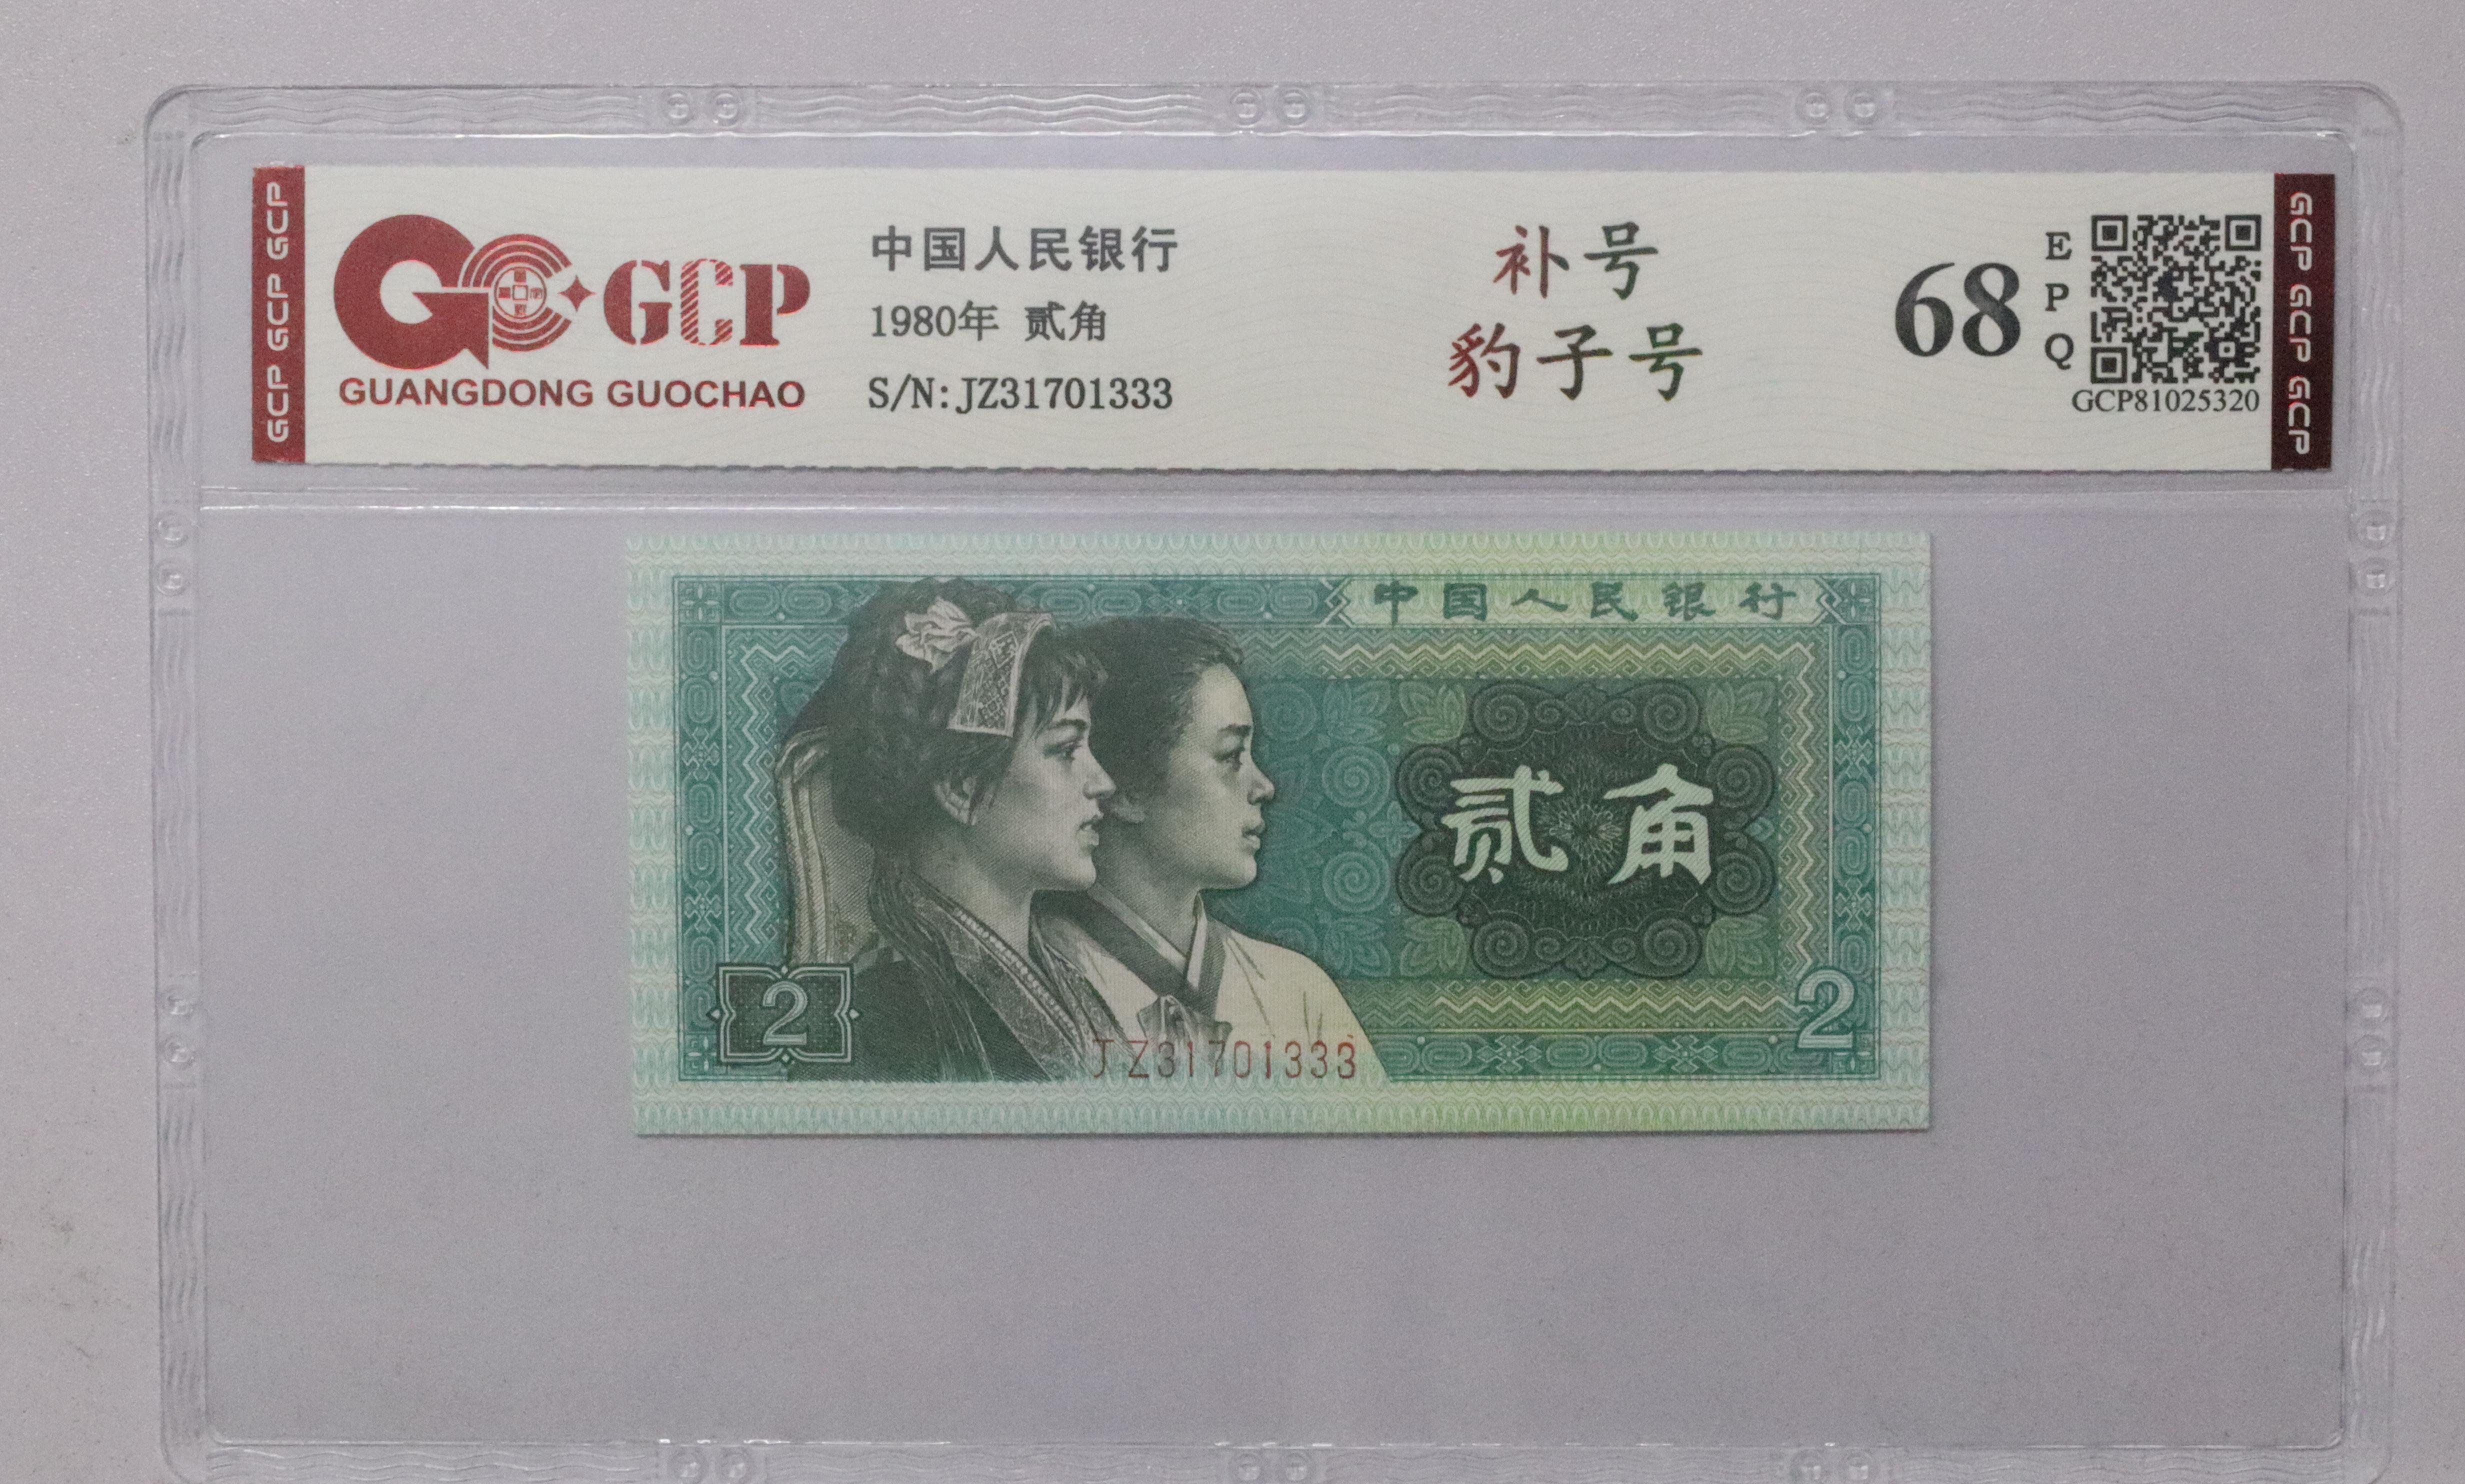 GCP GCP GCP
GCP
GUANGDONG GUOCHAO
中国人民银行
1980年 贰角
S/N: JZ31701333
补号
豹子号
68
E
P
Q
GCP81025320
GCP GCP GCP
中国人民银行
贰角
2
2
JZ31701333